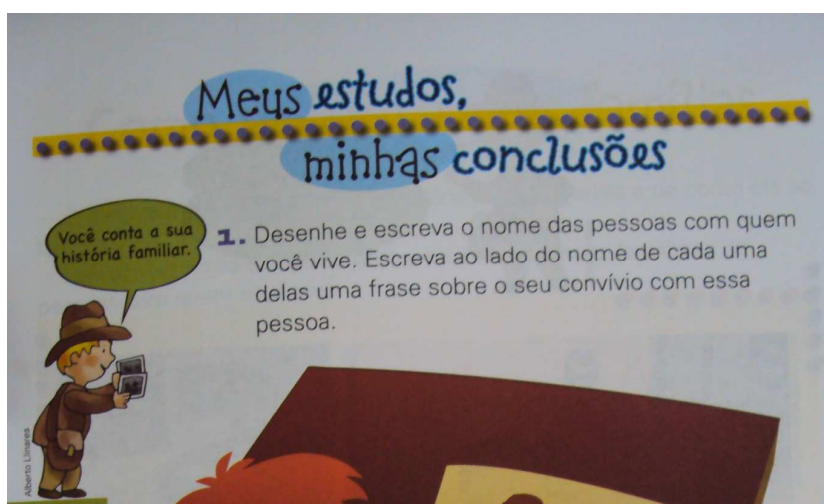 Meus estudos,
minhas conclusões
Você conta a sua
história familiar.
1. Desenhe e escreva o nome das pessoas com quem
você vive. Escreva ao lado do nome de cada uma
delas uma frase sobre o seu convívio com essa
pessoa.
Alberto Llinares